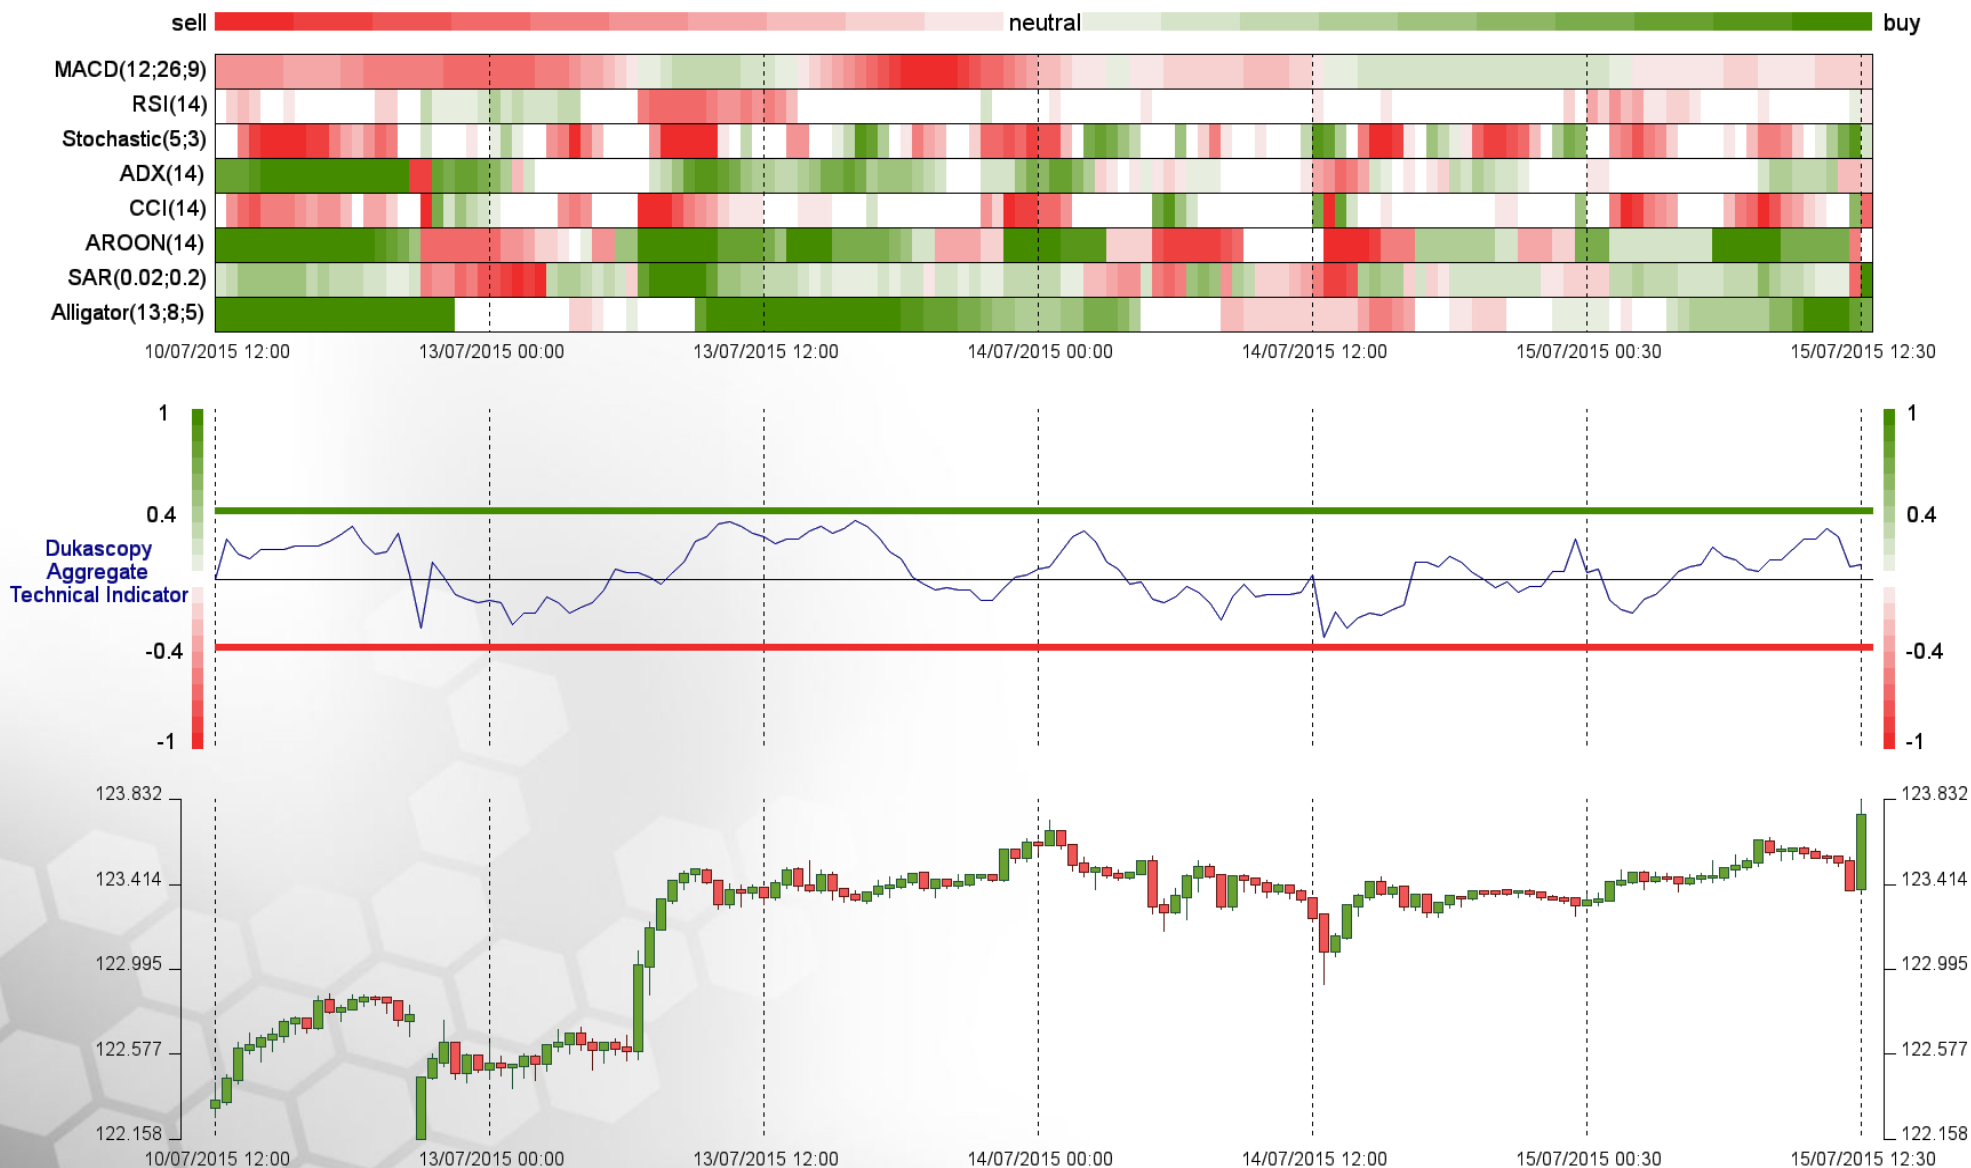 sell neutral buy
MACD(12;26;9)
RSI(14)
Stochastic(5;3)
ADX(14)
CCI(14)
AROON(14)
SAR(0.02;0.2)
Alligator(13;8;5)
10/07/2015 12:00 13/07/2015 00:00 13/07/2015 12:00 14/07/2015 00:00 14/07/2015 12:00 15/07/2015 00:30 15/07/2015 12:30
1 1
0.4 0.4
Dukascopy
Aggregate
Technical Indicator
-0.4 -0.4
-1 -1
123.832 123.832
123.414 123.414
122.995 122.995
122.577 122.577
122.158 122.158
10/07/2015 12:00 13/07/2015 00:00 13/07/2015 12:00 14/07/2015 00:00 14/07/2015 12:00 15/07/2015 00:30 15/07/2015 12:30